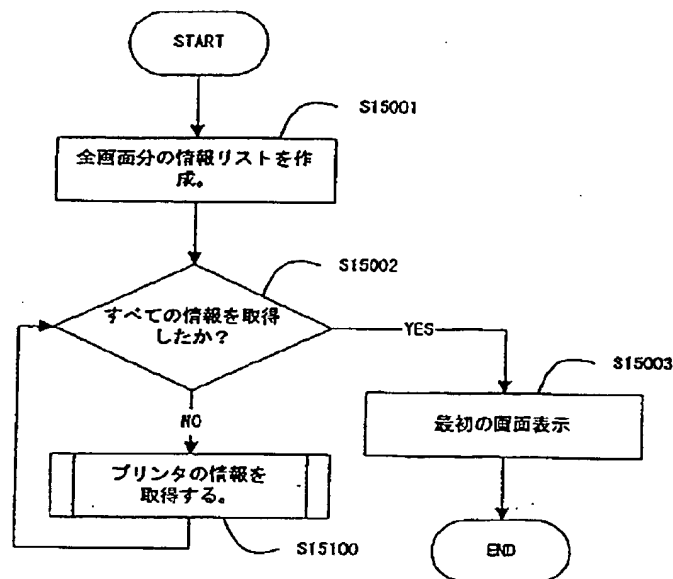 START
S15001
全画面分の情報リストを作
成。
S15002
すべての情報を取得
したか？
YES
S15003
NO
最初の画面表示
プリンタの情報を
取得する。
S15100
END